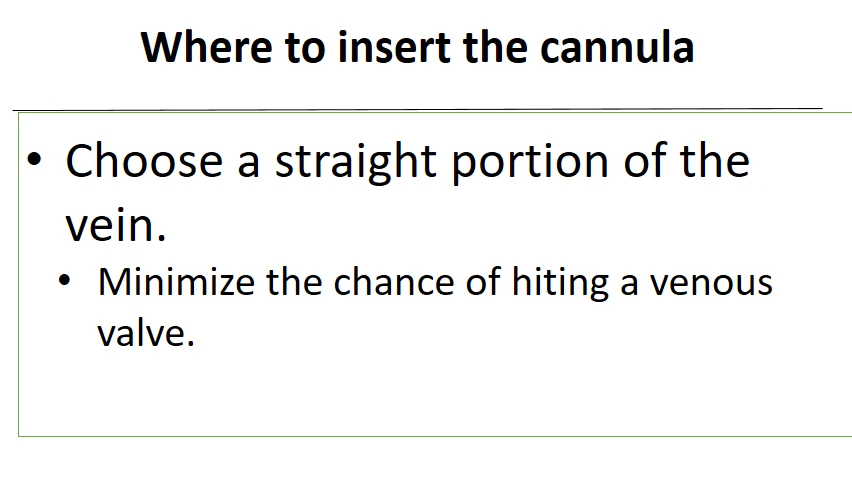 Where to insert the cannula
• Choose a straight portion of the
vein.
• Minimize the chance of hiting a venous
valve.